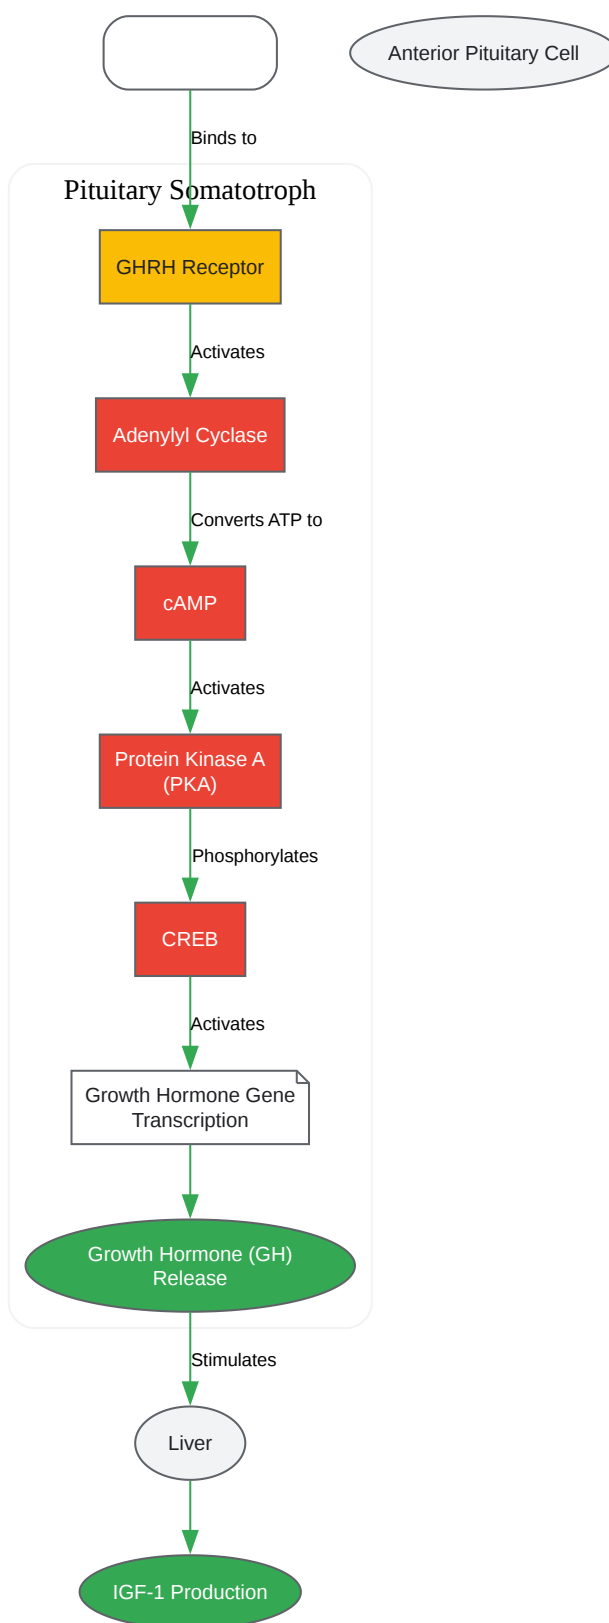 Anterior Pituitary Cell
Binds to
Pituitary Somatotroph
GHRH Receptor
Activates
Adenylyl Cyclase
Converts ATP to
cAMP
Activates
Protein Kinase A
(PKA)
Phosphorylates
CREB
Activates
Growth Hormone Gene
Transcription
Growth Hormone (GH)
Release
Stimulates
Liver
IGF-1 Production